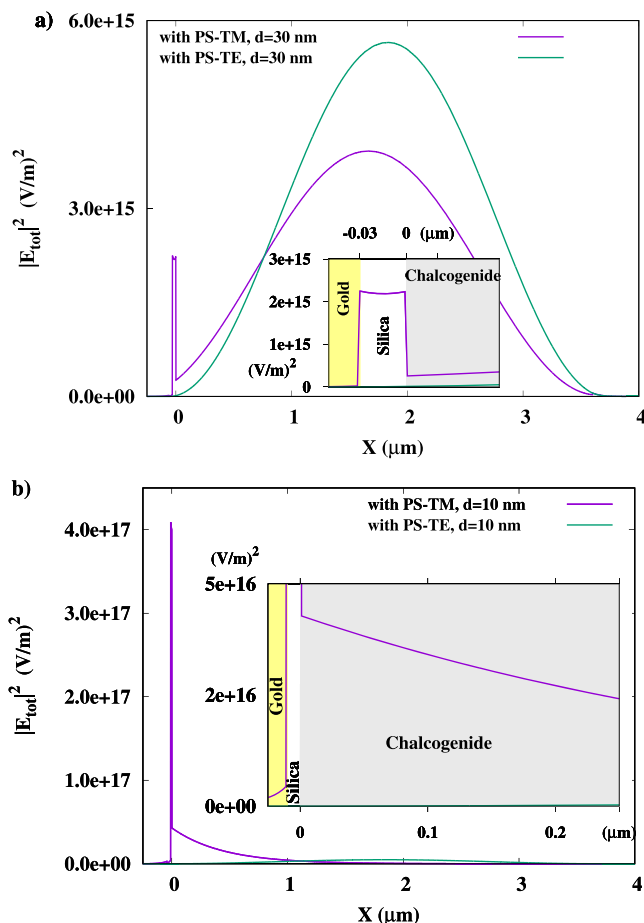 a)
with PS-TM, d=30 nm
with PS-TE, d=30 nm
6.0e+15
3.0e+15
0.0e+00
|E_tot|^2 (V/m)^2
0 1 2 3 4
X (μm)
-0.03 0 (μm)
3e+15
2e+15
1e+15
(V/m)^2
0
Gold
Silica
Chalcogenide
b)
with PS-TM, d=10 nm
with PS-TE, d=10 nm
4.0e+17
3.0e+17
2.0e+17
1.0e+17
0.0e+00
|E_tot|^2 (V/m)^2
0 1 2 3 4
X (μm)
(V/m)^2
5e+16
2e+16
0e+00
Gold
Silica
Chalcogenide
0 0.1 0.2 (μm)